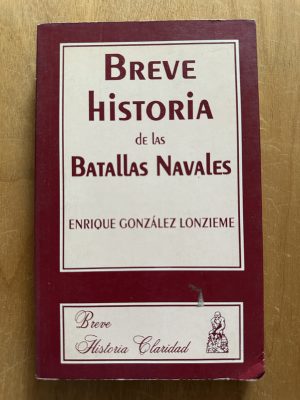 BREVE
HISTORIA
de las
BATALLAS NAVALES
ENRIQUE GONZÁLEZ LONZIEME
Breve
Historia Claridad